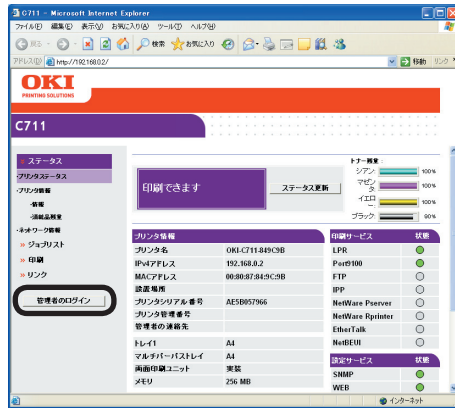 C711 - Microsoft Internet Explorer
ファイル(F) 編集(E) 表示(V) お気に入り(A) ツール(T) ヘルプ(H)
戻る 検索 お気に入り
アドレス(D) http://192.168.0.2/ 移動 リンク
OKI
PRINTING SOLUTIONS
C711
ステータス
・プリンタステータス
・プリンタ情報
-情報
-消耗品残量
・ネットワーク情報
ジョブリスト
印刷
リンク
管理者のログイン
印刷できます
ステータス更新
トナー残量:
シアン: 100%
マゼンタ: 100%
イエロー: 100%
ブラック: 90%
プリンタ情報
プリンタ名 OKI-C711-849C9B
IPv4アドレス 192.168.0.2
MACアドレス 00:80:87:84:9C:9B
設置場所
プリンタシリアル番号 AE5B057966
プリンタ管理番号
管理者の連絡先
トレイ1 A4
マルチパーパストレイ A4
両面印刷ユニット 実装
メモリ 256 MB
印刷サービス 状態
LPR
Port9100
FTP
IPP
NetWare Pserver
NetWare Rprinter
EtherTalk
NetBEUI
設定サービス 状態
SNMP
WEB
インターネット